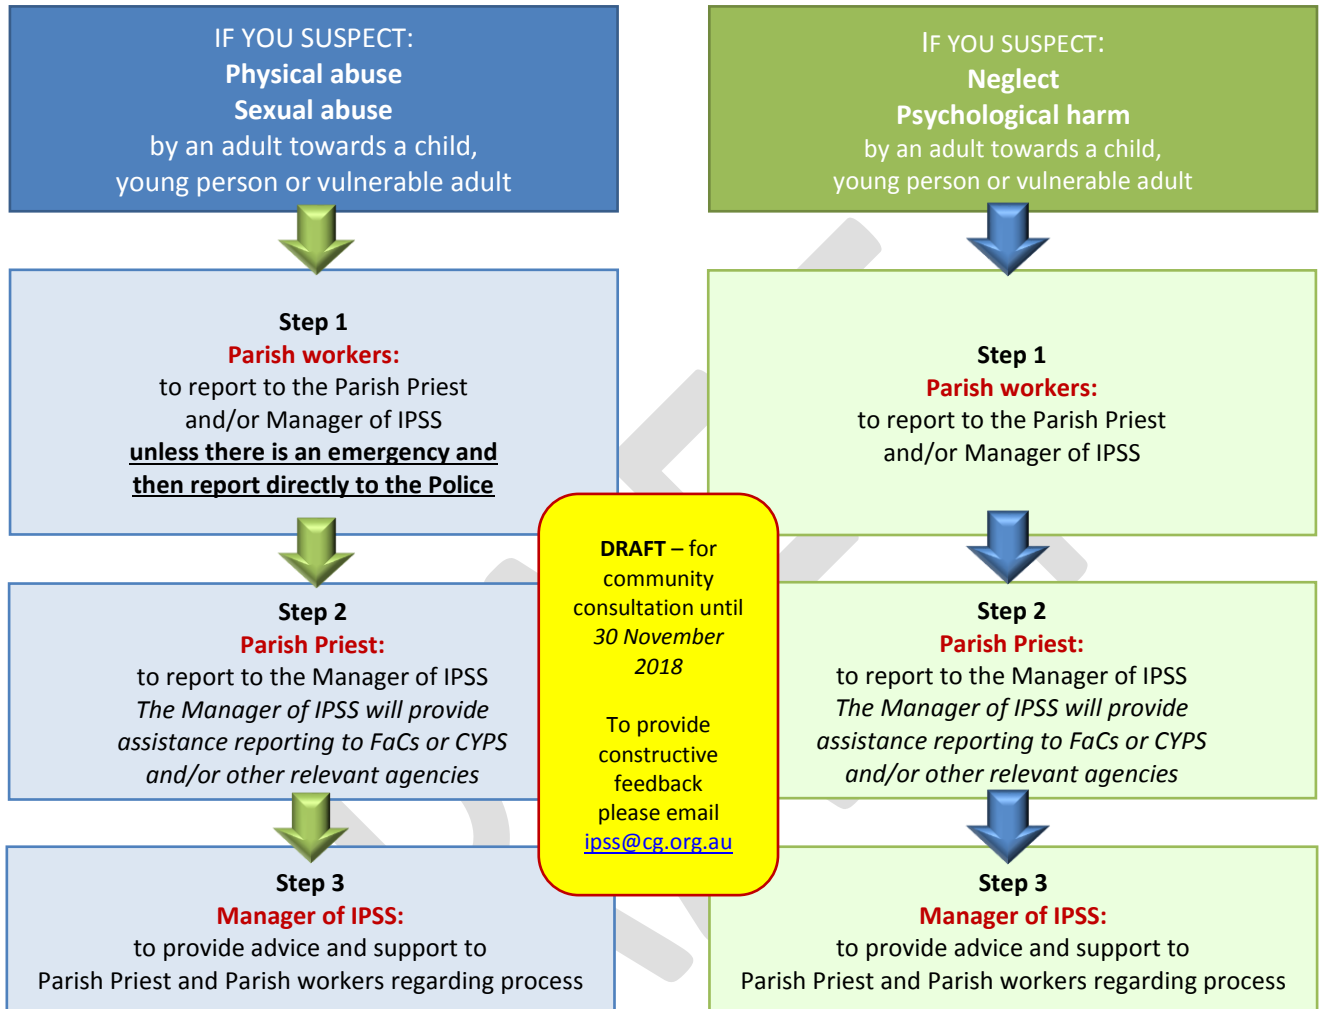 IF YOU SUSPECT:
Physical abuse
Sexual abuse
by an adult towards a child,
young person or vulnerable adult
Step 1
Parish workers:
to report to the Parish Priest
and/or Manager of IPSS
unless there is an emergency and
then report directly to the Police
Step 2
Parish Priest:
to report to the Manager of IPSS
The Manager of IPSS will provide
assistance reporting to FaCs or CYPS
and/or other relevant agencies
Step 3
Manager of IPSS:
to provide advice and support to
Parish Priest and Parish workers regarding process
DRAFT – for
community
consultation until
30 November
2018
To provide
constructive
feedback
please email
ipss@cg.org.au
IF YOU SUSPECT:
Neglect
Psychological harm
by an adult towards a child,
young person or vulnerable adult
Step 1
Parish workers:
to report to the Parish Priest
and/or Manager of IPSS
Step 2
Parish Priest:
to report to the Manager of IPSS
The Manager of IPSS will provide
assistance reporting to FaCs or CYPS
and/or other relevant agencies
Step 3
Manager of IPSS:
to provide advice and support to
Parish Priest and Parish workers regarding process